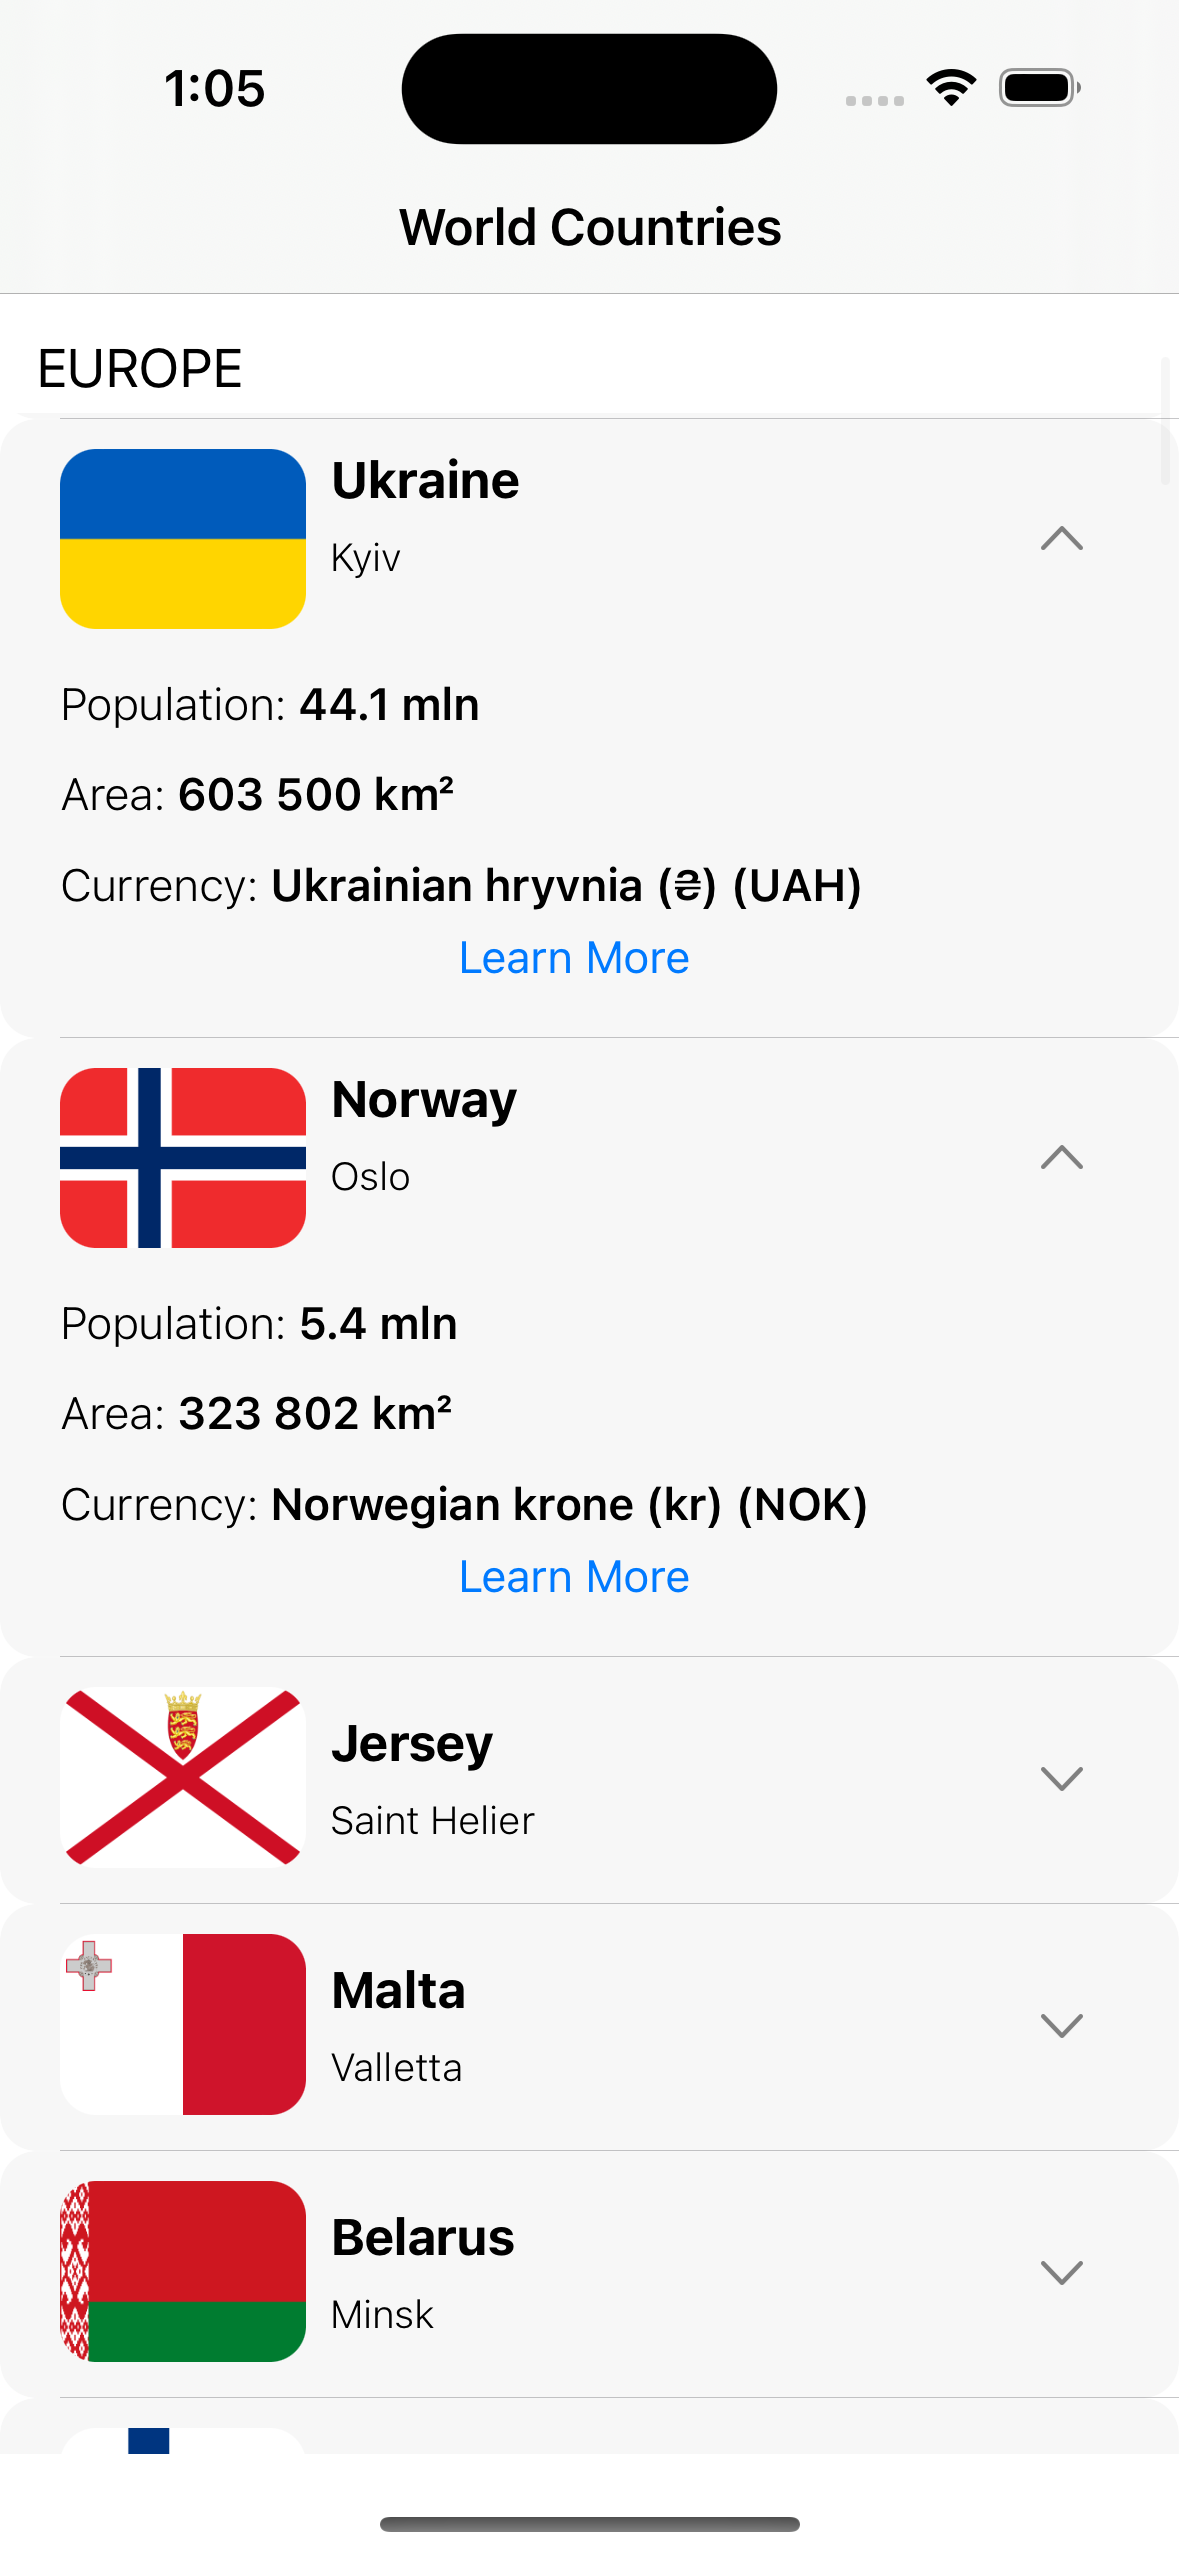 1:05
World Countries
EUROPE
Ukraine
Kyiv
Population: 44.1 mln
Area: 603 500 km²
Currency: Ukrainian hryvnia (₴) (UAH)
Learn More
Norway
Oslo
Population: 5.4 mln
Area: 323 802 km²
Currency: Norwegian krone (kr) (NOK)
Learn More
Jersey
Saint Helier
Malta
Valletta
Belarus
Minsk